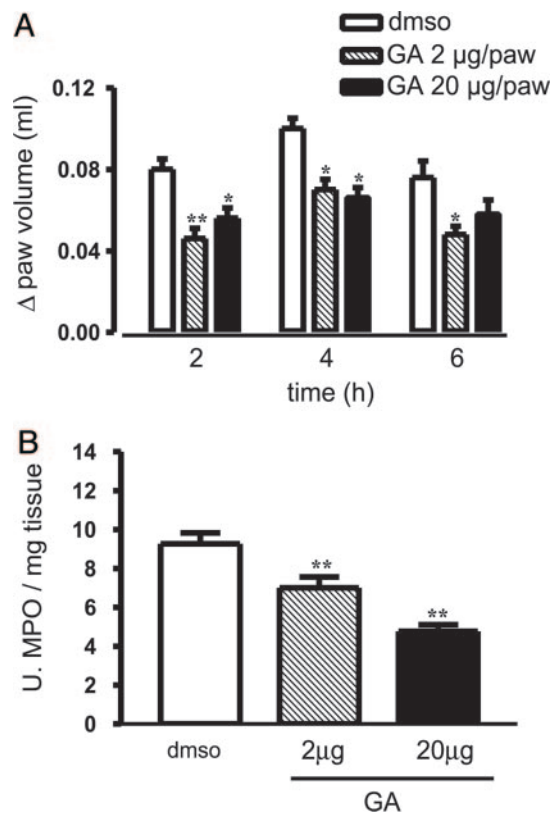 A
dmso
GA 2 µg/paw
GA 20 µg/paw
Δ paw volume (ml)
0.12
0.08
0.04
0.00
** *
* *
*
2 4 6
time (h)
B
U. MPO / mg tissue
14
12
10
8
6
4
2
0
**
**
dmso 2µg 20µg
GA